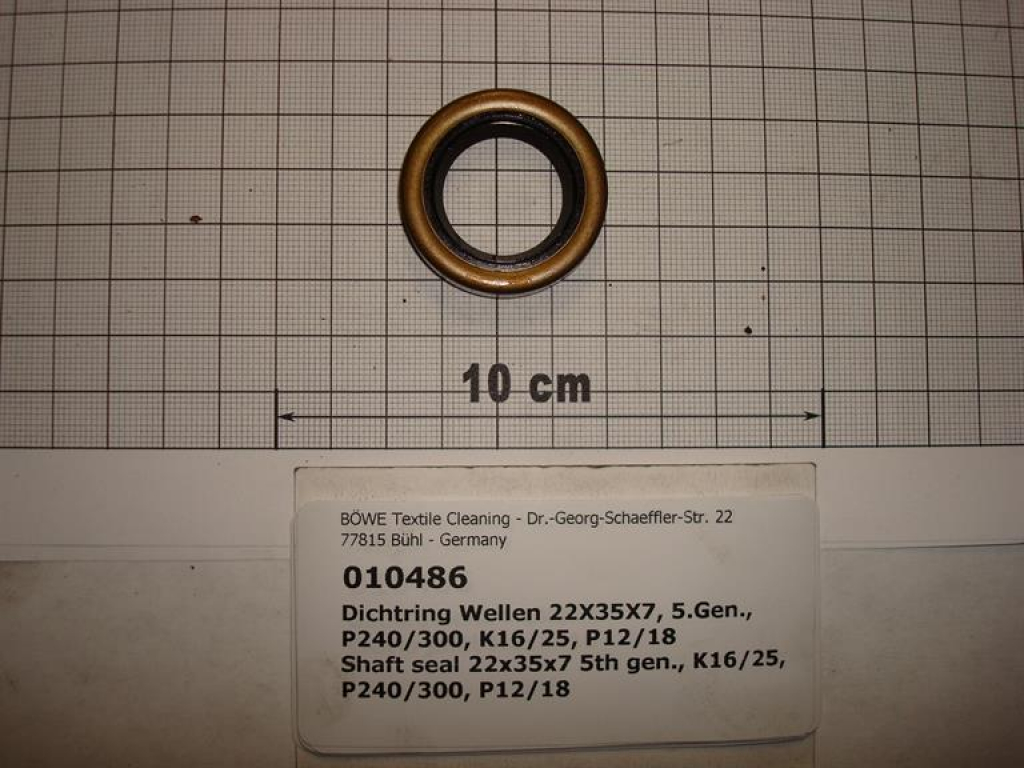 10 cm
BÖWE Textile Cleaning - Dr.-Georg-Schaeffler-Str. 22
77815 Bühl - Germany
010486
Dichtring Wellen 22X35X7, 5.Gen.,
P240/300, K16/25, P12/18
Shaft seal 22x35x7 5th gen., K16/25,
P240/300, P12/18